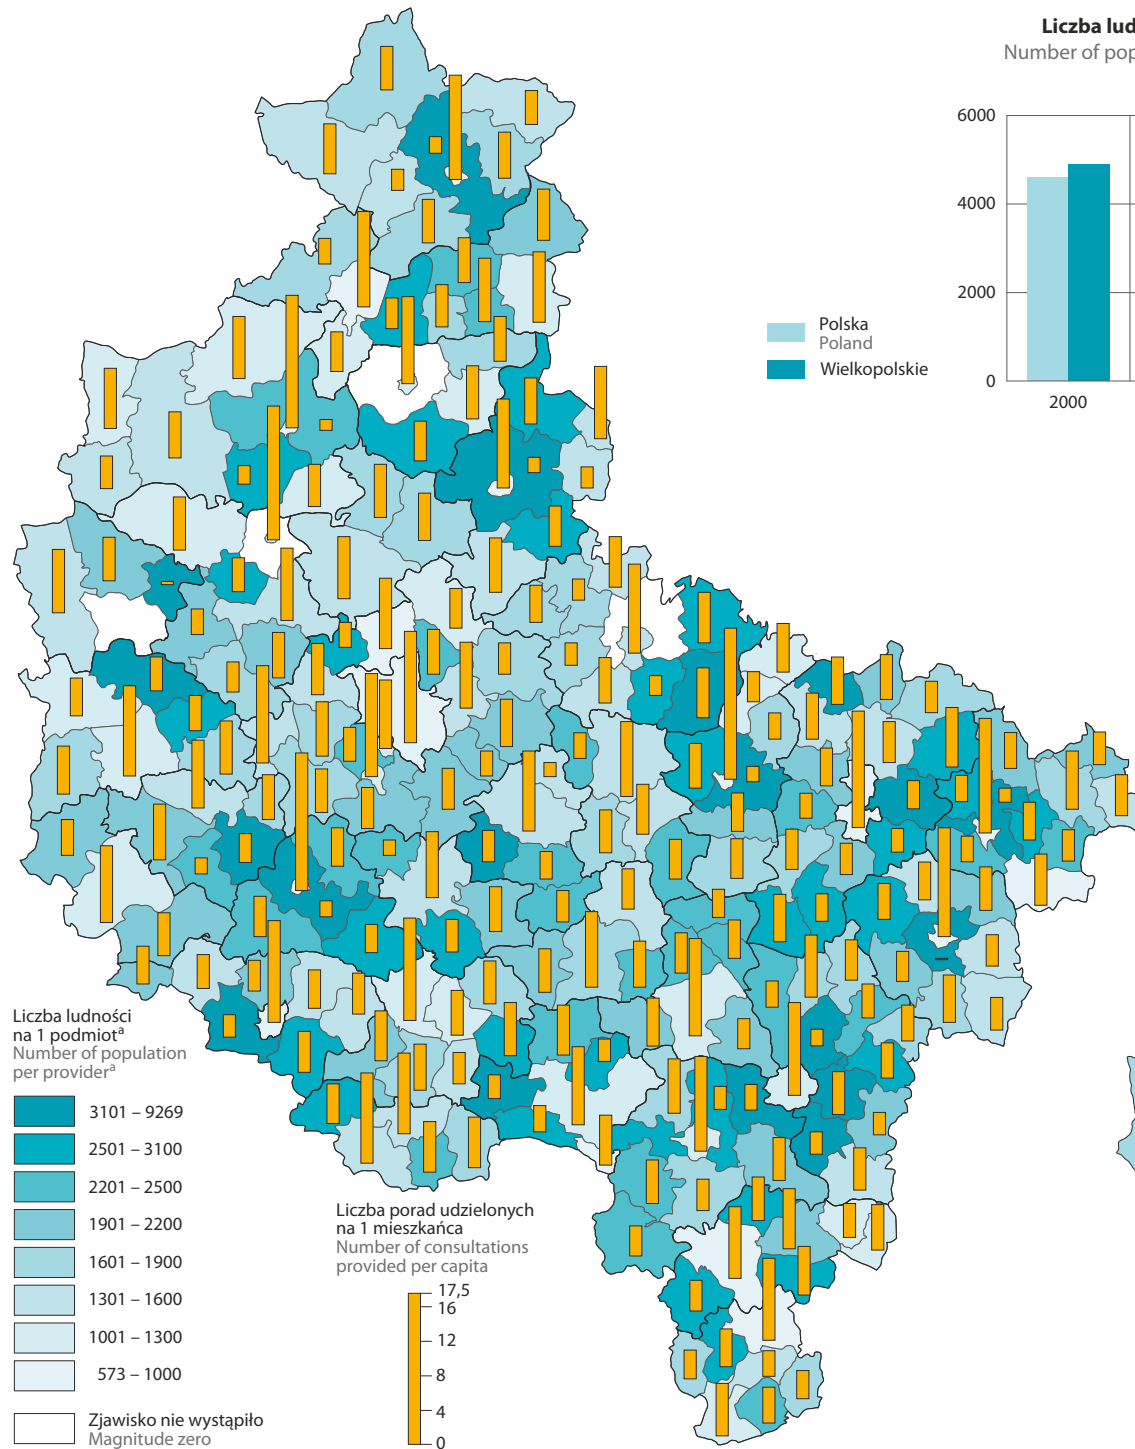 Liczba lud
Number of pop
6000
4000
2000
0
2000
Polska
Poland
Wielkopolskie
Liczba ludności
na 1 podmiotᵃ
Number of population
per providerᵃ
3101 – 9269
2501 – 3100
2201 – 2500
1901 – 2200
1601 – 1900
1301 – 1600
1001 – 1300
573 – 1000
Zjawisko nie wystąpiło
Magnitude zero
Liczba porad udzielonych
na 1 mieszkańca
Number of consultations
provided per capita
17,5
16
12
8
4
0